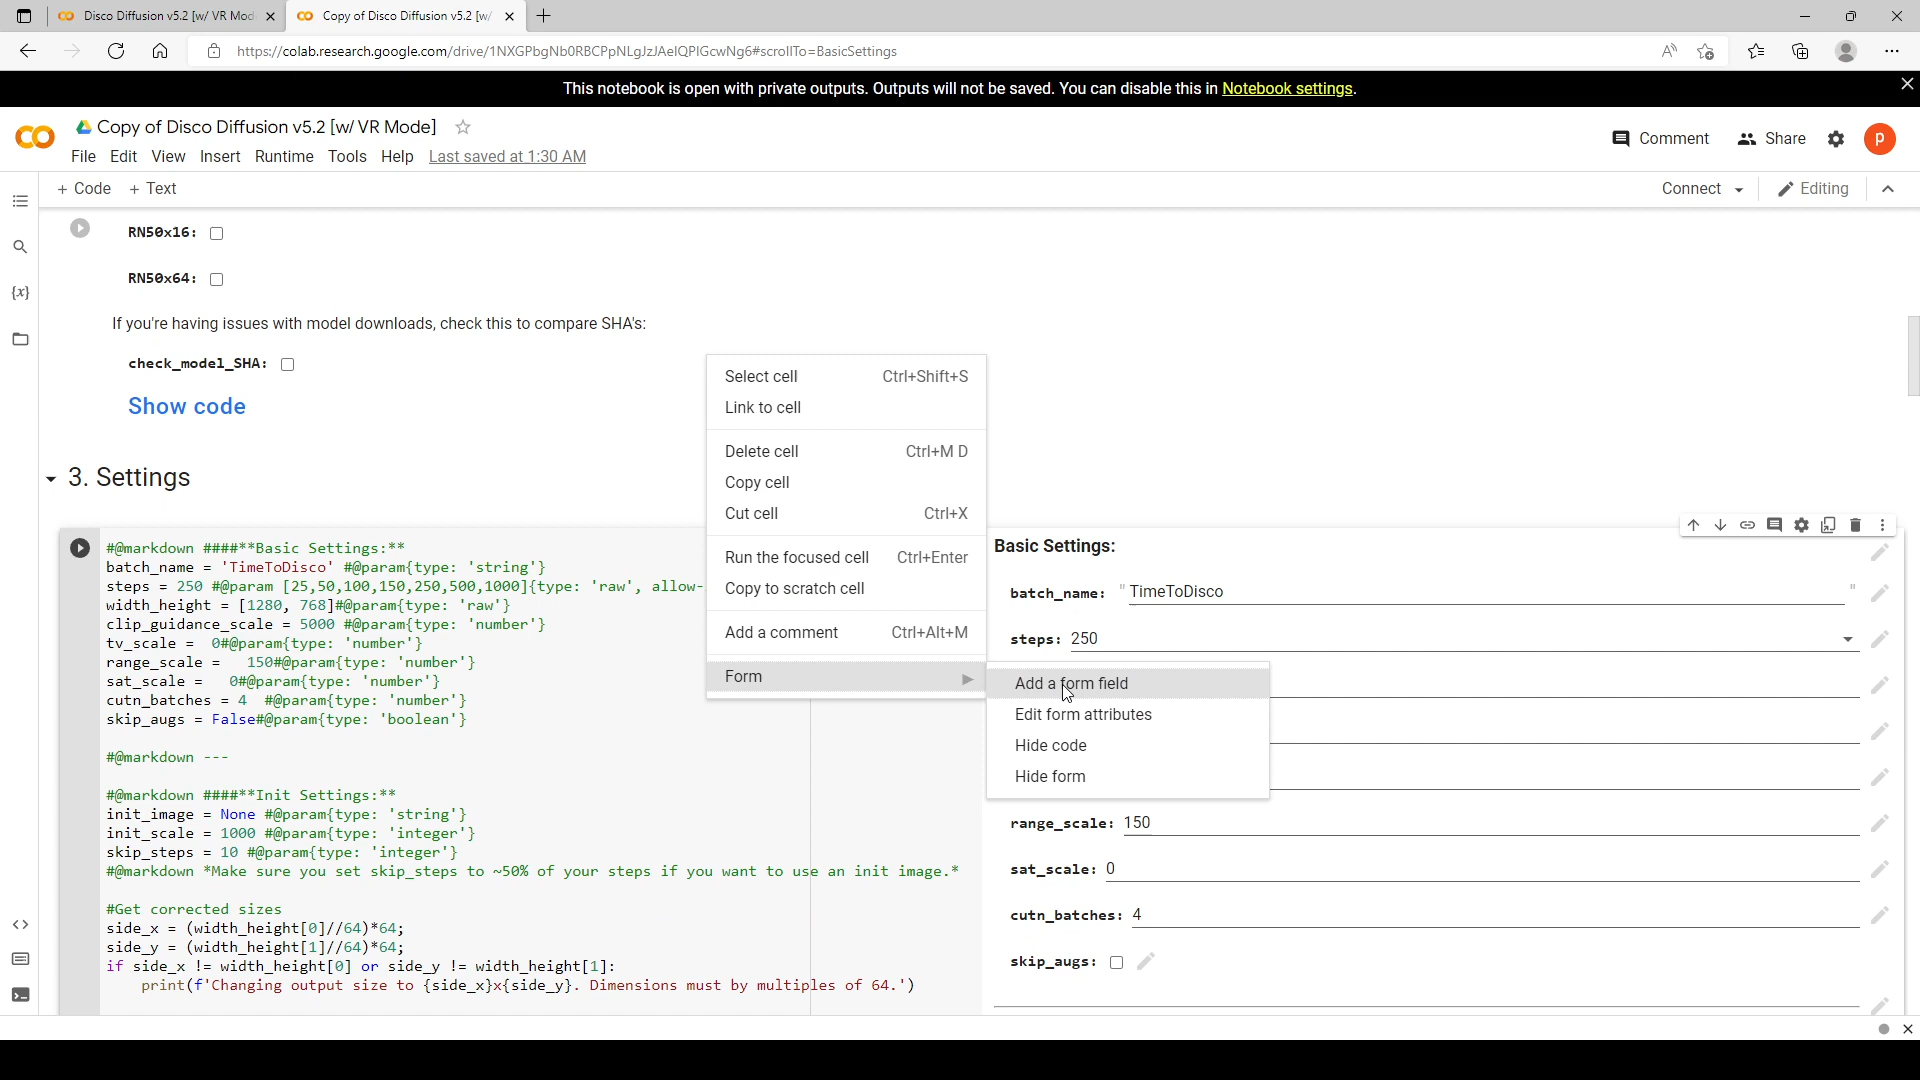 Disco Diffusion v5.2 [w/ VR Mod
Copy of Disco Diffusion v5.2 [w/
https://colab.research.google.com/drive/1NXGPbgNb0RBCPpNLgJzJAeIQPIGcwNg6#scrollTo=BasicSettings
This notebook is open with private outputs. Outputs will not be saved. You can disable this in Notebook settings.
Copy of Disco Diffusion v5.2 [w/ VR Mode]
File Edit View Insert Runtime Tools Help Last saved at 1:30 AM
Comment Share P
+ Code + Text
Connect Editing
RN50x16:
RN50x64:
If you're having issues with model downloads, check this to compare SHA's:
check_model_SHA:
Show code
3. Settings
#@markdown ####**Basic Settings:**
batch_name = 'TimeToDisco' #@param{type: 'string'}
steps = 250 #@param [25,50,100,150,250,500,1000]{type: 'raw', allow-
width_height = [1280, 768]#@param{type: 'raw'}
clip_guidance_scale = 5000 #@param{type: 'number'}
tv_scale =  0#@param{type: 'number'}
range_scale =   150#@param{type: 'number'}
sat_scale =   0#@param{type: 'number'}
cutn_batches = 4  #@param{type: 'number'}
skip_augs = False#@param{type: 'boolean'}
#@markdown ---
#@markdown ####**Init Settings:**
init_image = None #@param{type: 'string'}
init_scale = 1000 #@param{type: 'integer'}
skip_steps = 10 #@param{type: 'integer'}
#@markdown *Make sure you set skip_steps to ~50% of your steps if you want to use an init image.*
#Get corrected sizes
side_x = (width_height[0]//64)*64;
side_y = (width_height[1]//64)*64;
if side_x != width_height[0] or side_y != width_height[1]:
    print(f'Changing output size to {side_x}x{side_y}. Dimensions must by multiples of 64.')
Select cell Ctrl+Shift+S
Link to cell
Delete cell Ctrl+M D
Copy cell
Cut cell Ctrl+X
Run the focused cell Ctrl+Enter
Copy to scratch cell
Add a comment Ctrl+Alt+M
Form
Add a form field
Edit form attributes
Hide code
Hide form
Basic Settings:
batch_name: " TimeToDisco "
steps: 250
range_scale: 150
sat_scale: 0
cutn_batches: 4
skip_augs: